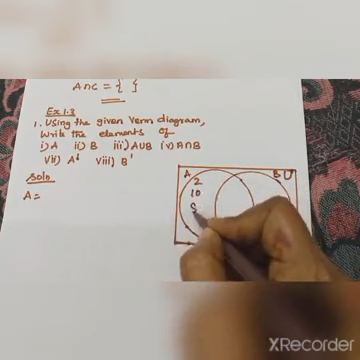 A∩C = { }
Ex 1.3
1. Using the given Venn diagram,
Write the elements of
i) A ii) B iii) A∪B iv) A∩B
vii) A' viii) B'
Soln
A=
A B U
2
10
XRecorder